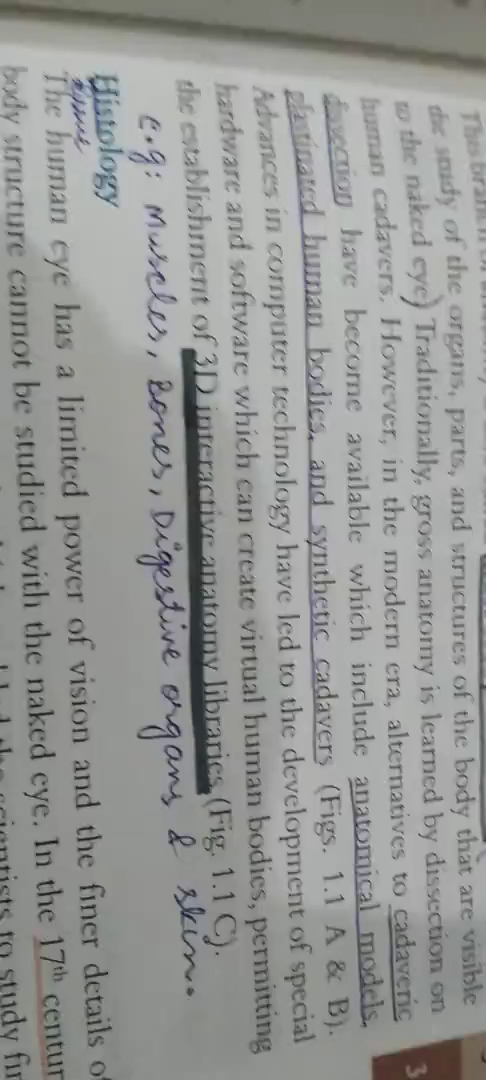 the study of the organs, parts, and structures of the body that are visible
to the naked eye) Traditionally, gross anatomy is learned by dissection on
human cadavers. However, in the modern era, alternatives to cadaveric
dissection have become available which include anatomical models,
plastinated human bodies, and synthetic cadavers (Figs. 1.1 A & B).
Advances in computer technology have led to the development of special
hardware and software which can create virtual human bodies, permitting
the establishment of 3D interactive anatomy libraries (Fig. 1.1 C).
e.g: Muscles, Bones, Digestive organs & skin.
Histology
The human eye has a limited power of vision and the finer details of
body structure cannot be studied with the naked eye. In the 17th centur
scientists to study
3